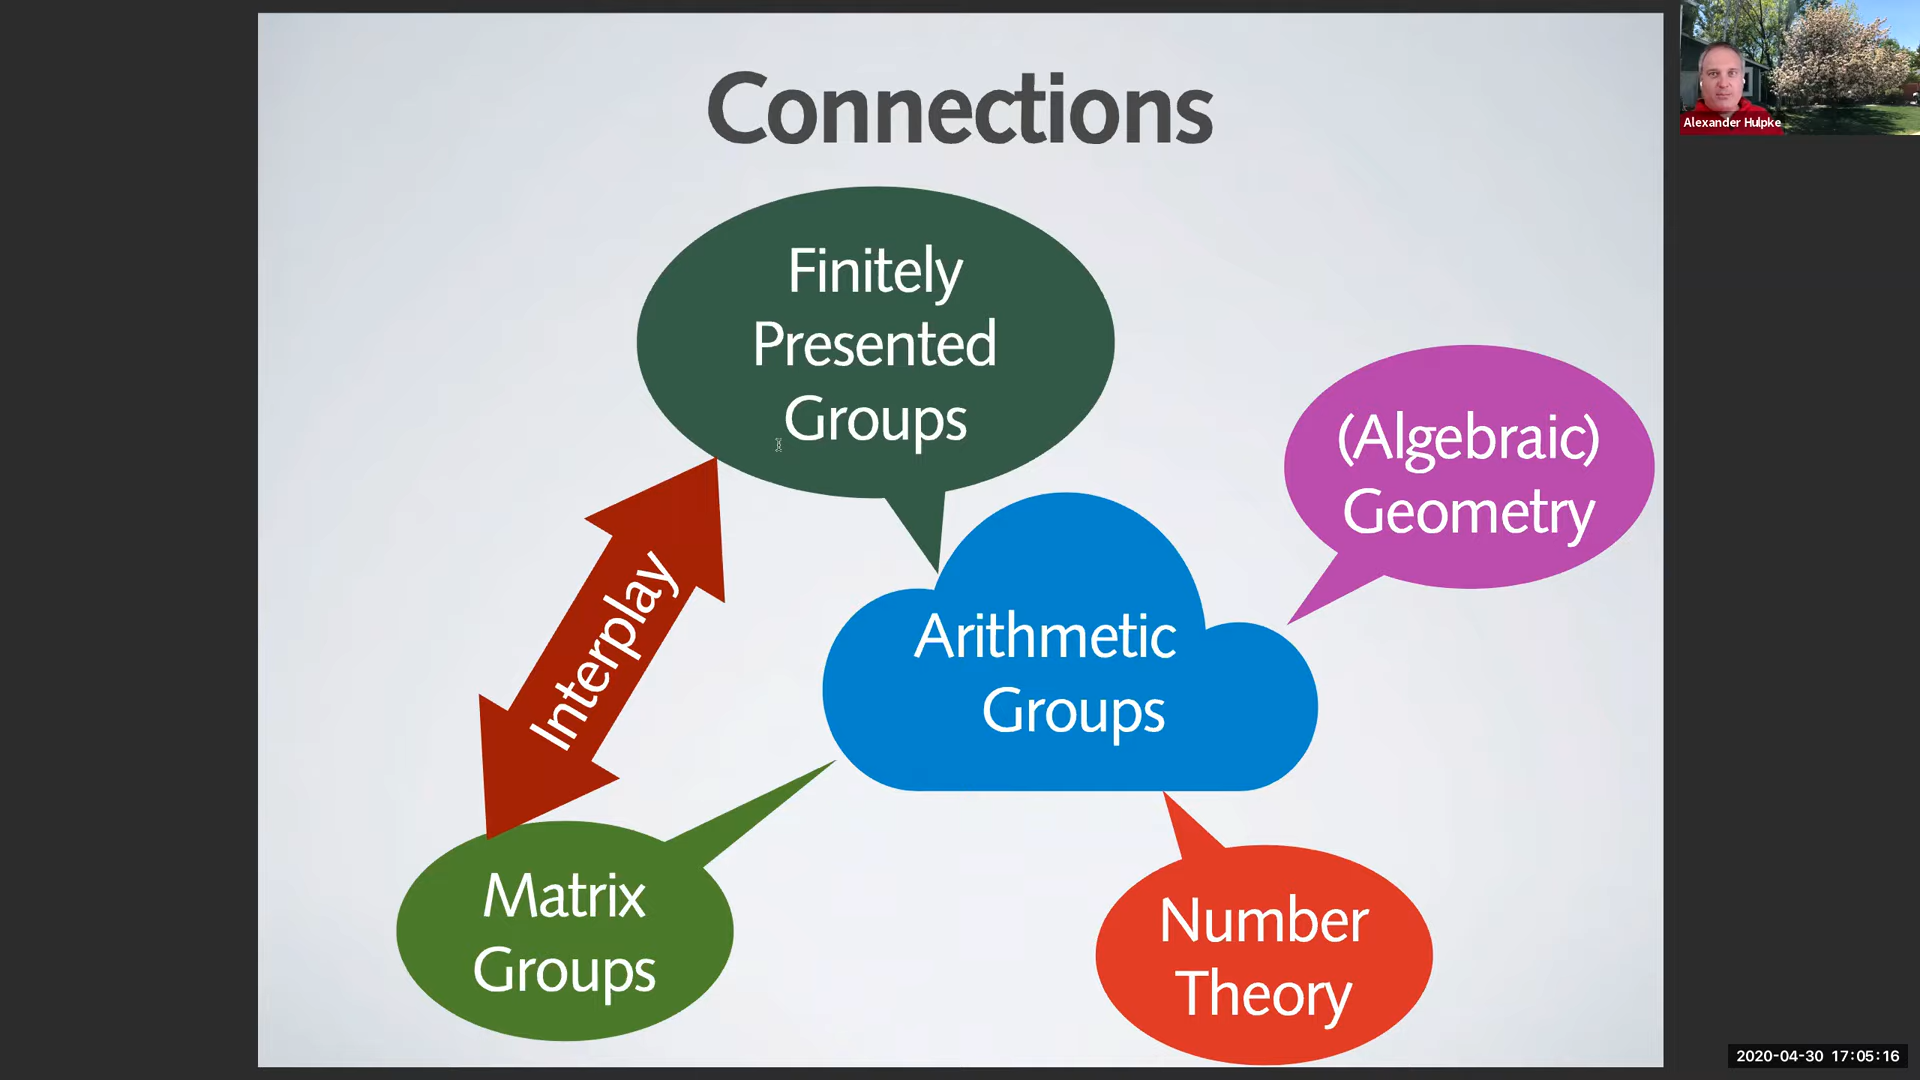 Connections
Finitely
Presented
Groups
(Algebraic)
Geometry
Interplay
Arithmetic
Groups
Matrix
Groups
Number
Theory
Alexander Hulpke
2020-04-30 17:05:16